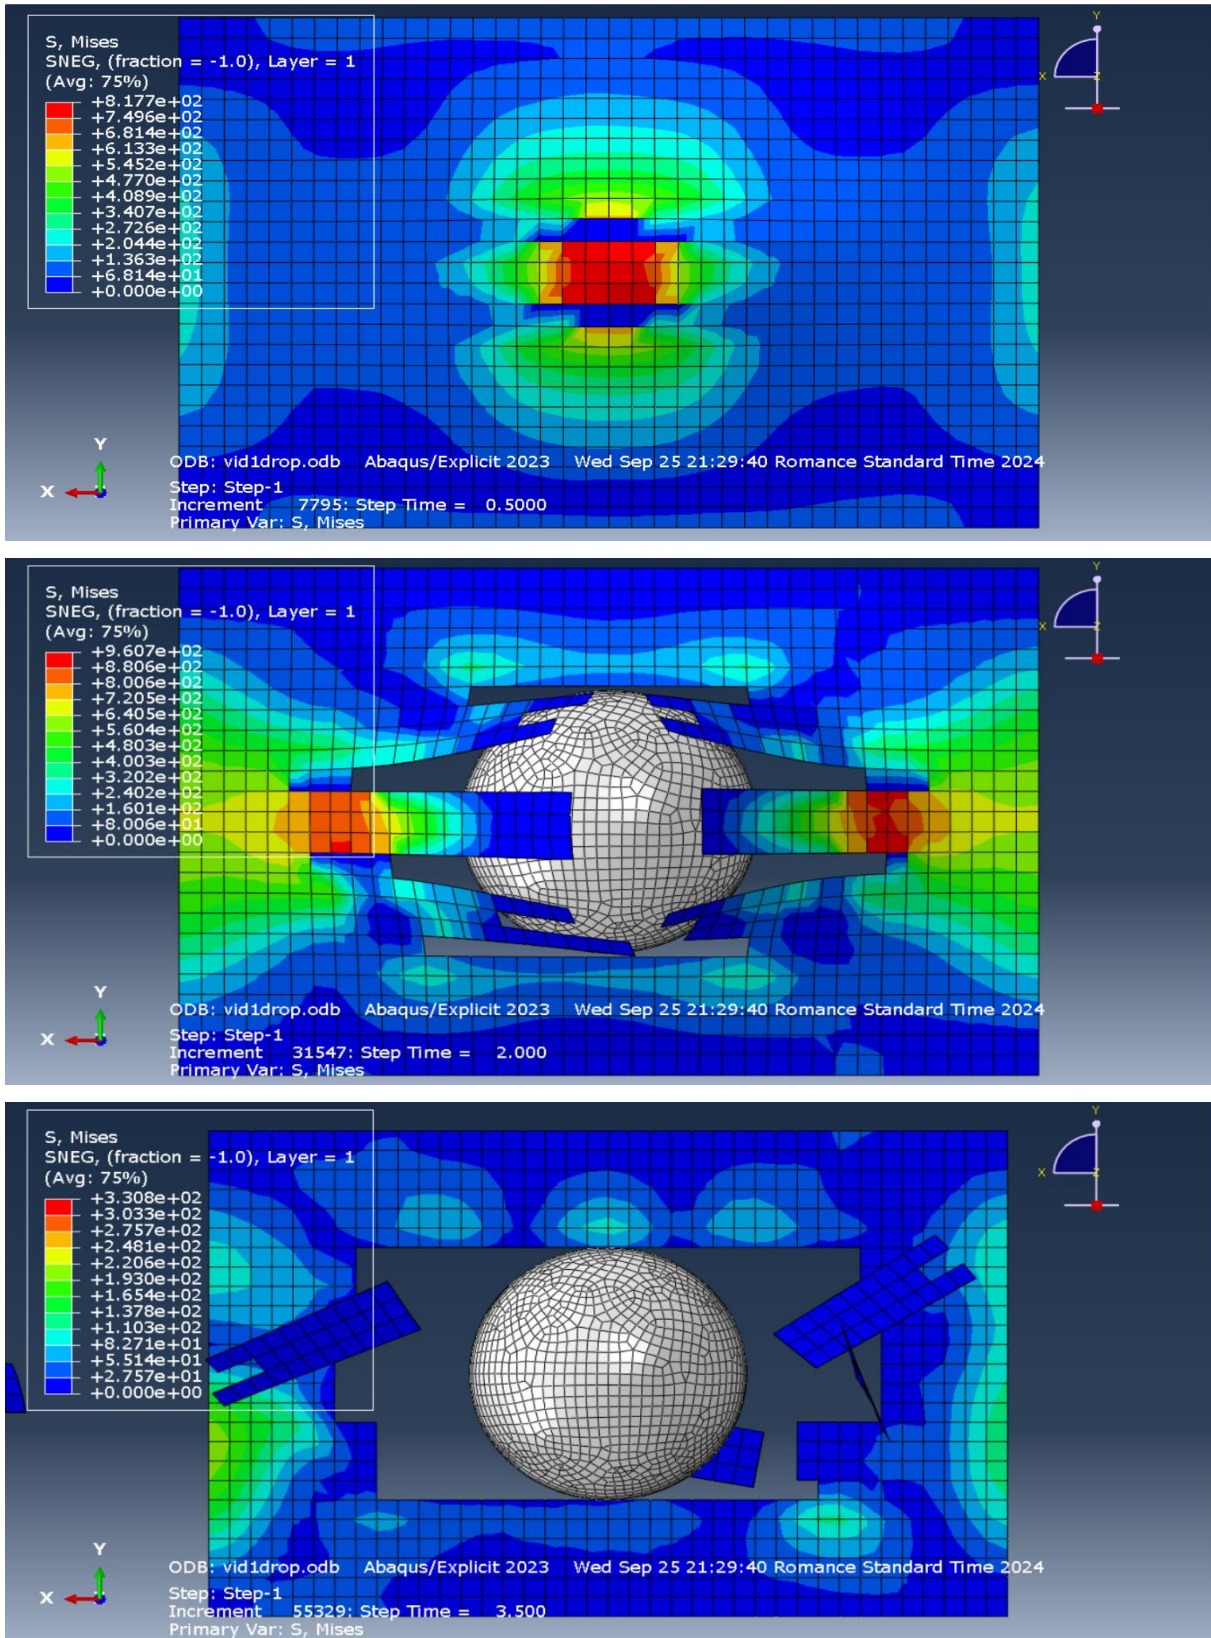 S, Mises
SNEG, (fraction = -1.0), Layer = 1
(Avg: 75%)
+8.177e+02
+7.496e+02
+6.814e+02
+6.133e+02
+5.452e+02
+4.770e+02
+4.089e+02
+3.407e+02
+2.726e+02
+2.044e+02
+1.363e+02
+6.814e+01
+0.000e+00
Y
X
Z
Y
X
ODB: vid1drop.odb Abaqus/Explicit 2023 Wed Sep 25 21:29:40 Romance Standard Time 2024
Step: Step-1
Increment 7795: Step Time = 0.5000
Primary Var: S, Mises
S, Mises
SNEG, (fraction = -1.0), Layer = 1
(Avg: 75%)
+9.607e+02
+8.806e+02
+8.006e+02
+7.205e+02
+6.405e+02
+5.604e+02
+4.803e+02
+4.003e+02
+3.202e+02
+2.402e+02
+1.601e+02
+8.006e+01
+0.000e+00
Y
X
Z
Y
X
ODB: vid1drop.odb Abaqus/Explicit 2023 Wed Sep 25 21:29:40 Romance Standard Time 2024
Step: Step-1
Increment 31547: Step Time = 2.000
Primary Var: S, Mises
S, Mises
SNEG, (fraction = -1.0), Layer = 1
(Avg: 75%)
+3.308e+02
+3.033e+02
+2.757e+02
+2.481e+02
+2.206e+02
+1.930e+02
+1.654e+02
+1.378e+02
+1.103e+02
+8.271e+01
+5.514e+01
+2.757e+01
+0.000e+00
Y
X
Z
Y
X
ODB: vid1drop.odb Abaqus/Explicit 2023 Wed Sep 25 21:29:40 Romance Standard Time 2024
Step: Step-1
Increment 55329: Step Time = 3.500
Primary Var: S, Mises